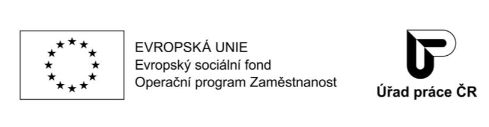 EVROPSKÁ UNIE
Evropský sociální fond
Operační program Zaměstnanost
Úřad práce ČR